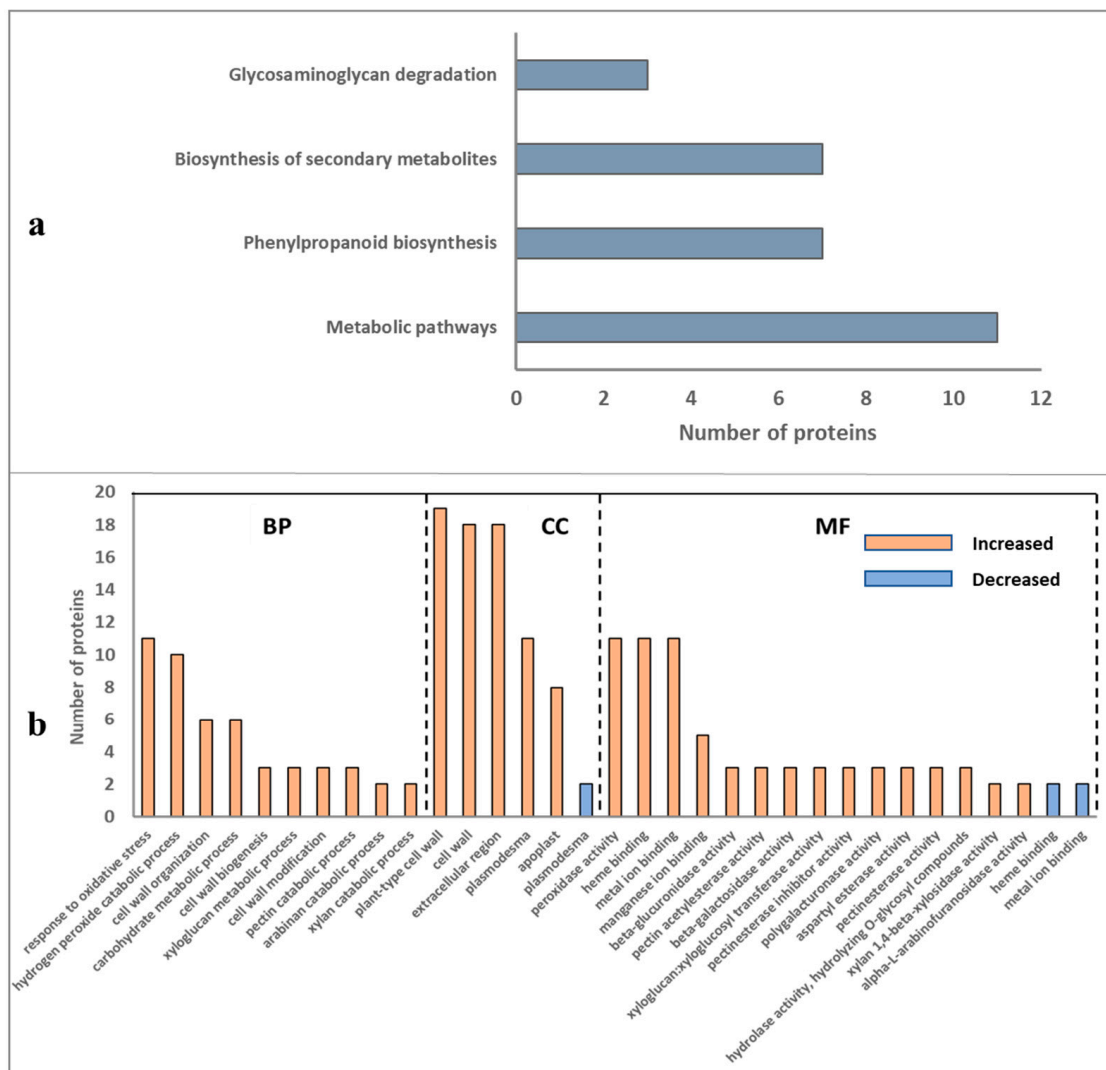 a
Glycosaminoglycan degradation
Biosynthesis of secondary metabolites
Phenylpropanoid biosynthesis
Metabolic pathways
0 2 4 6 8 10 12
Number of proteins
b
Number of proteins
20
18
16
14
12
10
8
6
4
2
0
BP
CC
MF
Increased
Decreased
response to oxidative stress
hydrogen peroxide catabolic process
cell wall organization
carbohydrate metabolic process
cell wall biogenesis
xyloglucan metabolic process
cell wall modification
pectin catabolic process
arabinan catabolic process
xylan catabolic process
plant-type cell wall
cell wall
extracellular region
plasmodesma
apoplast
plasmodesma
peroxidase activity
heme binding
metal ion binding
manganese ion binding
beta-glucuronidase activity
pectin acetylesterase activity
beta-galactosidase activity
xyloglucan:xyloglucosyl transferase activity
pectinesterase inhibitor activity
polygalacturonase activity
aspartyl esterase activity
pectinesterase activity
hydrolase activity, hydrolyzing O-glycosyl compounds
xylan 1,4-beta-xylosidase activity
alpha-L-arabinofuranosidase activity
heme binding
metal ion binding